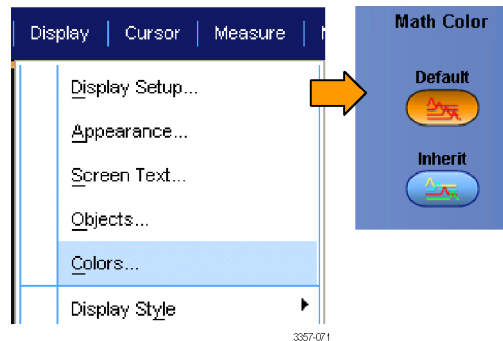 Display Cursor Measure
Display Setup...
Appearance...
Screen Text...
Objects...
Colors...
Display Style
3357-071
Math Color
Default
Inherit